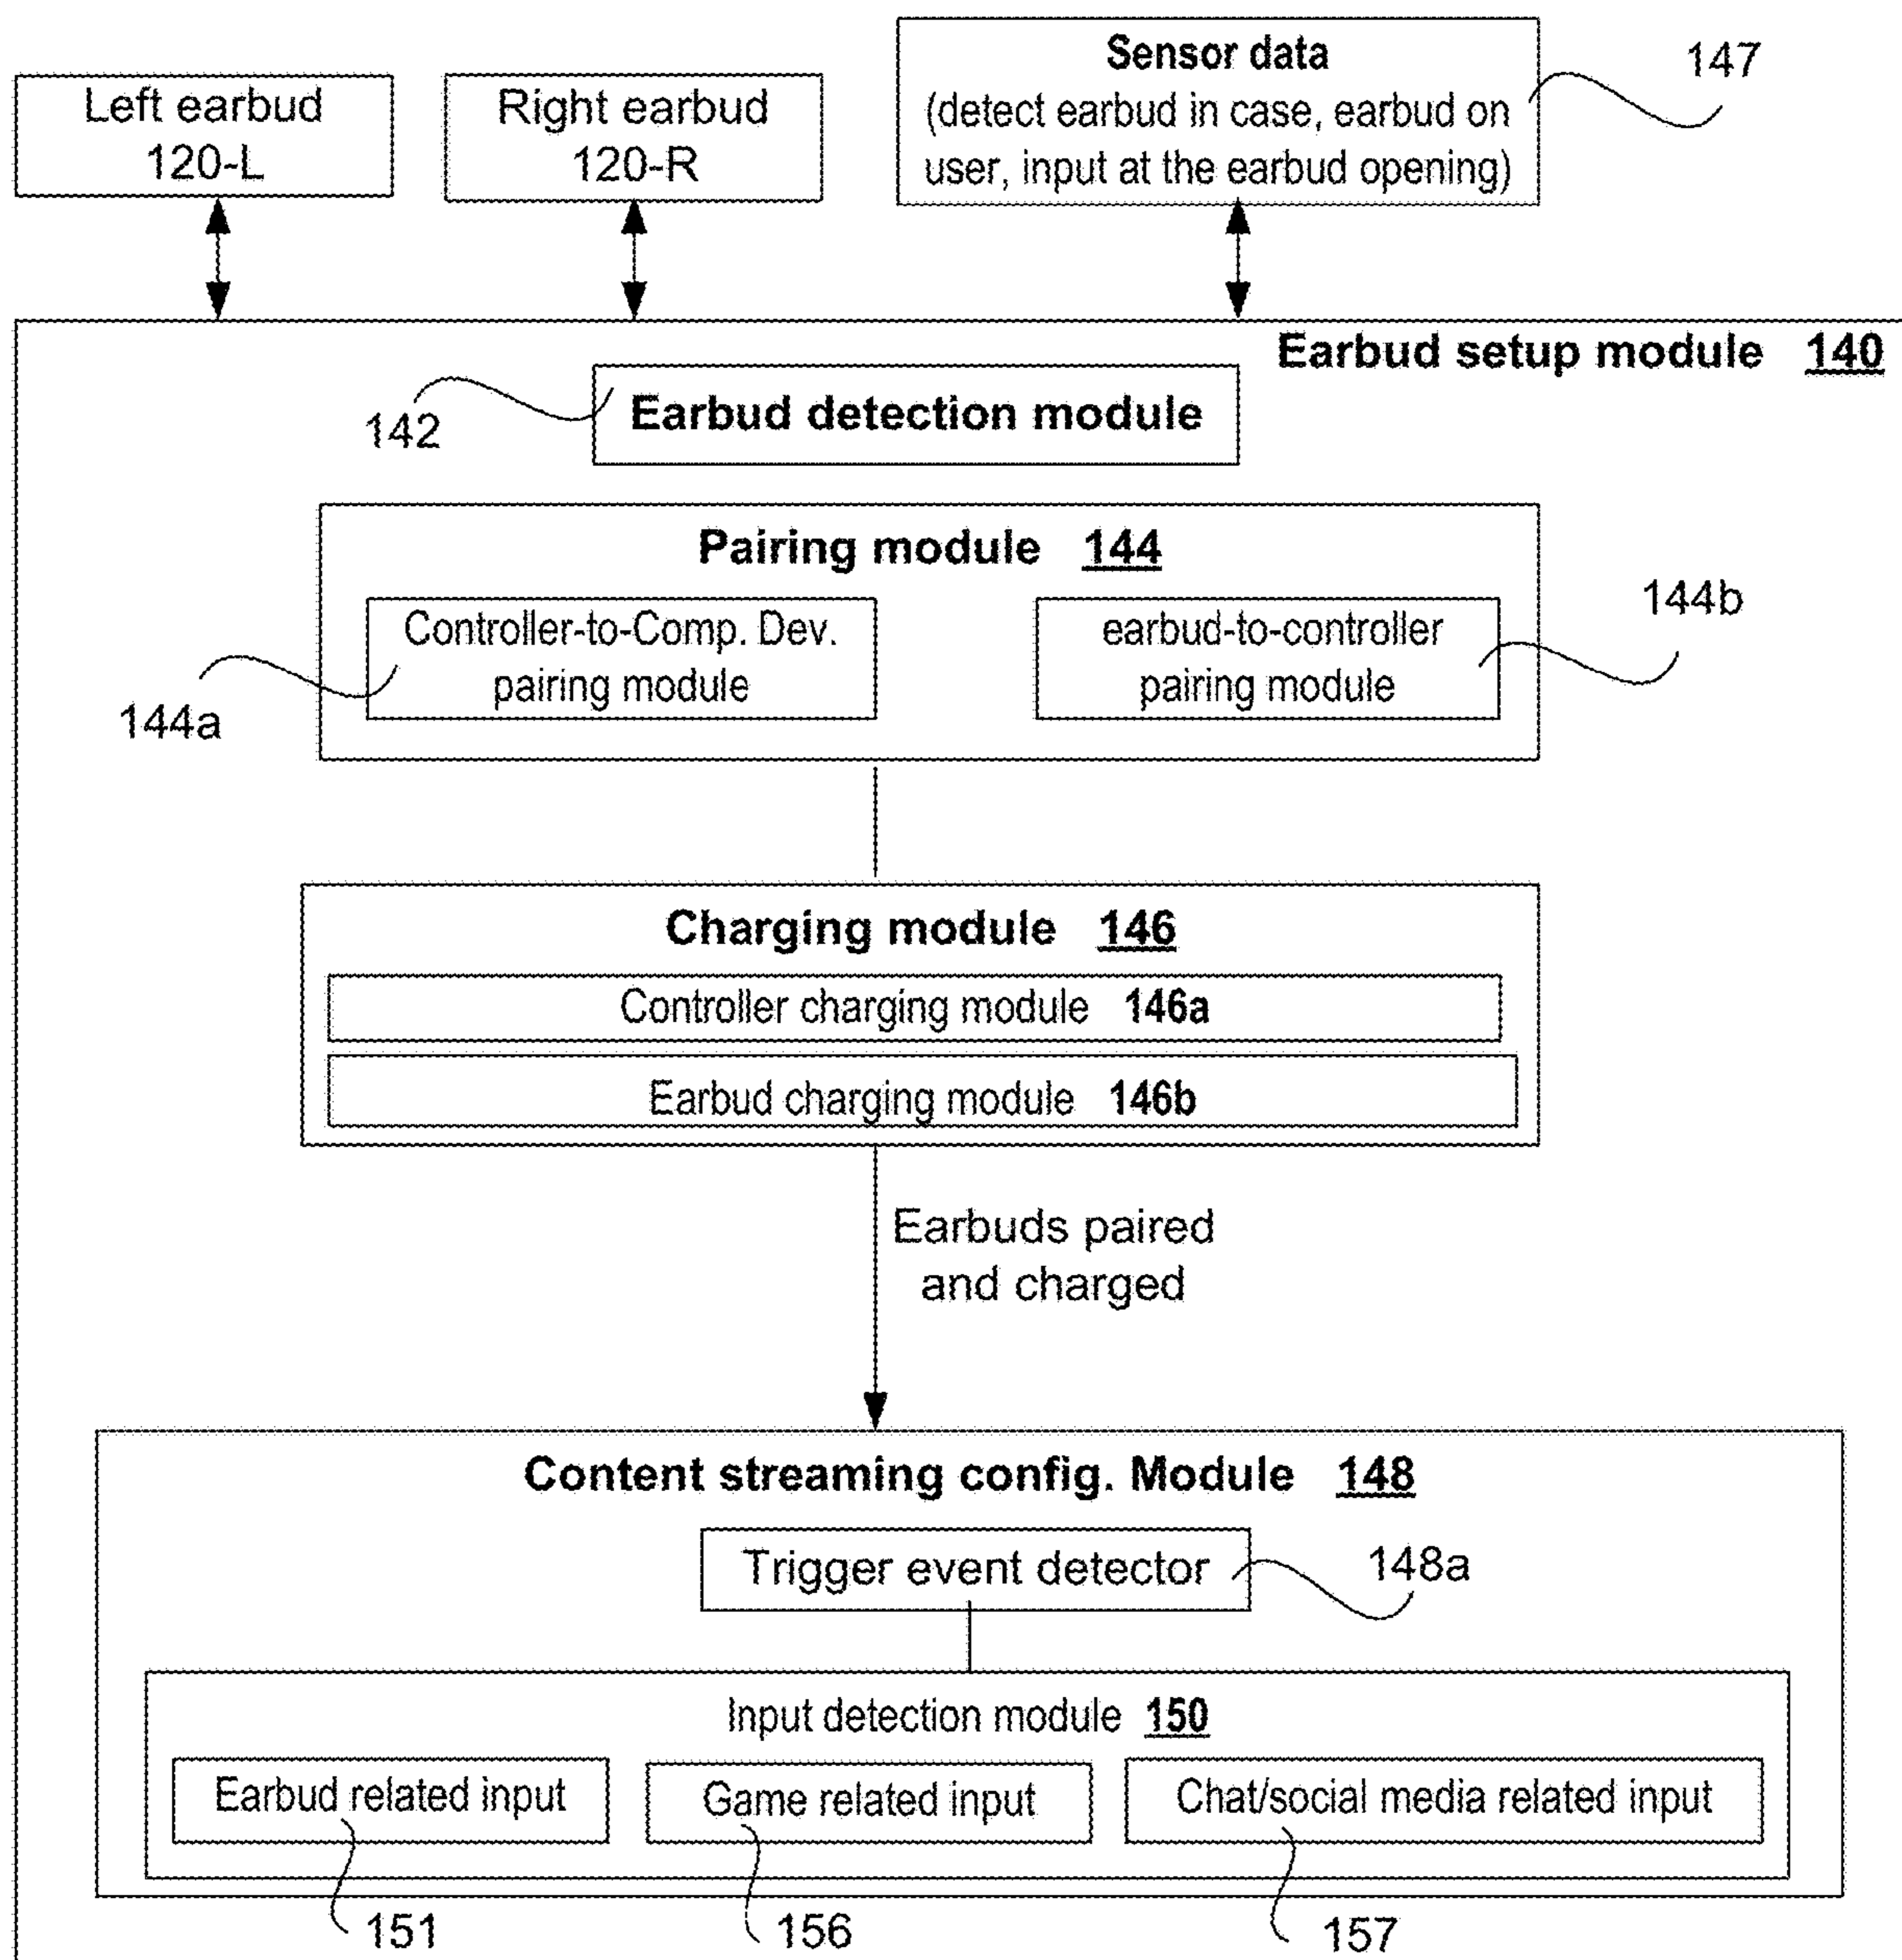 Left earbud
120-L
Right earbud
120-R
Sensor data
(detect earbud in case, earbud on
user, input at the earbud opening)
147
Earbud setup module 140
Earbud detection module
142
Pairing module 144
Controller-to-Comp. Dev.
pairing module
earbud-to-controller
pairing module
144b
144a
Charging module 146
Controller charging module 146a
Earbud charging module 146b
Earbuds paired
and charged
Content streaming config. Module 148
Trigger event detector
148a
Input detection module 150
Earbud related input
Game related input
Chat/social media related input
151
156
157